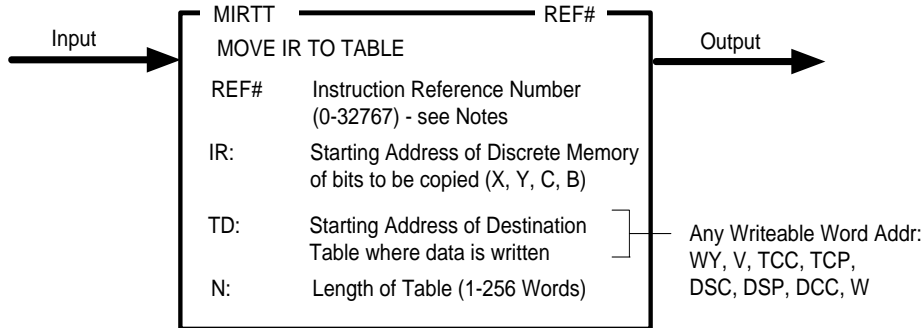 MIRTT REF#
Input
MOVE IR TO TABLE
Output
REF# Instruction Reference Number
(0-32767) - see Notes
IR: Starting Address of Discrete Memory
of bits to be copied (X, Y, C, B)
TD: Starting Address of Destination
Table where data is written
Any Writeable Word Addr:
WY, V, TCC, TCP,
DSC, DSP, DCC, W
N: Length of Table (1-256 Words)